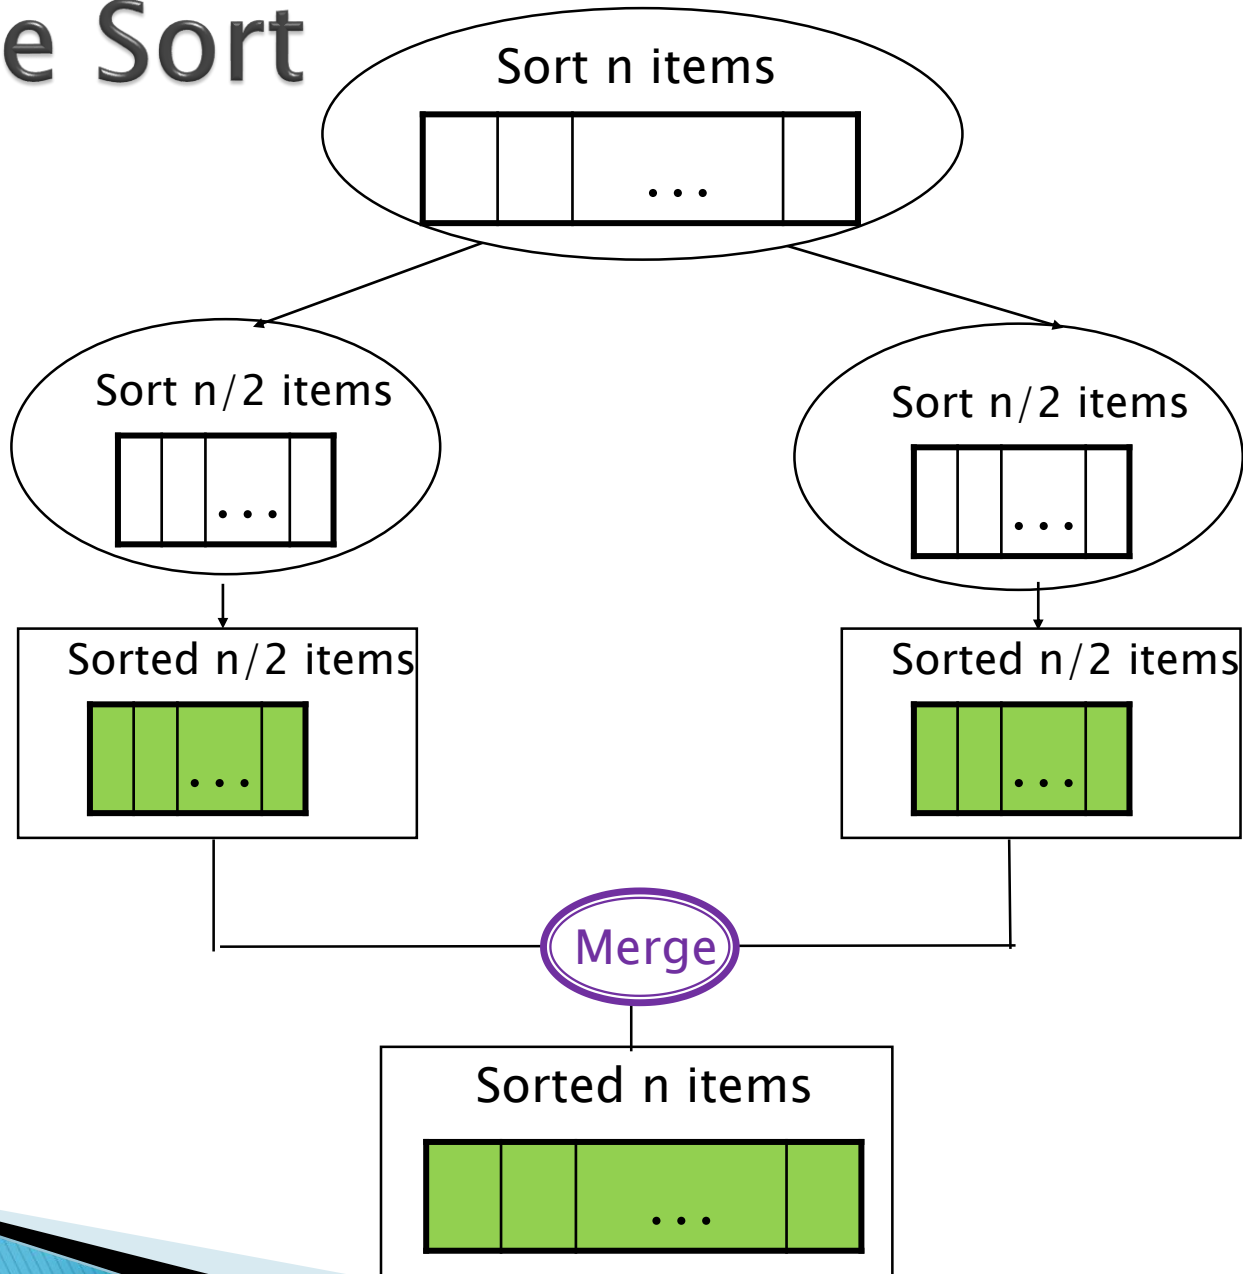 e Sort
Sort n items
...
Sort n/2 items
...
Sort n/2 items
...
Sorted n/2 items
...
Sorted n/2 items
...
Merge
Sorted n items
...